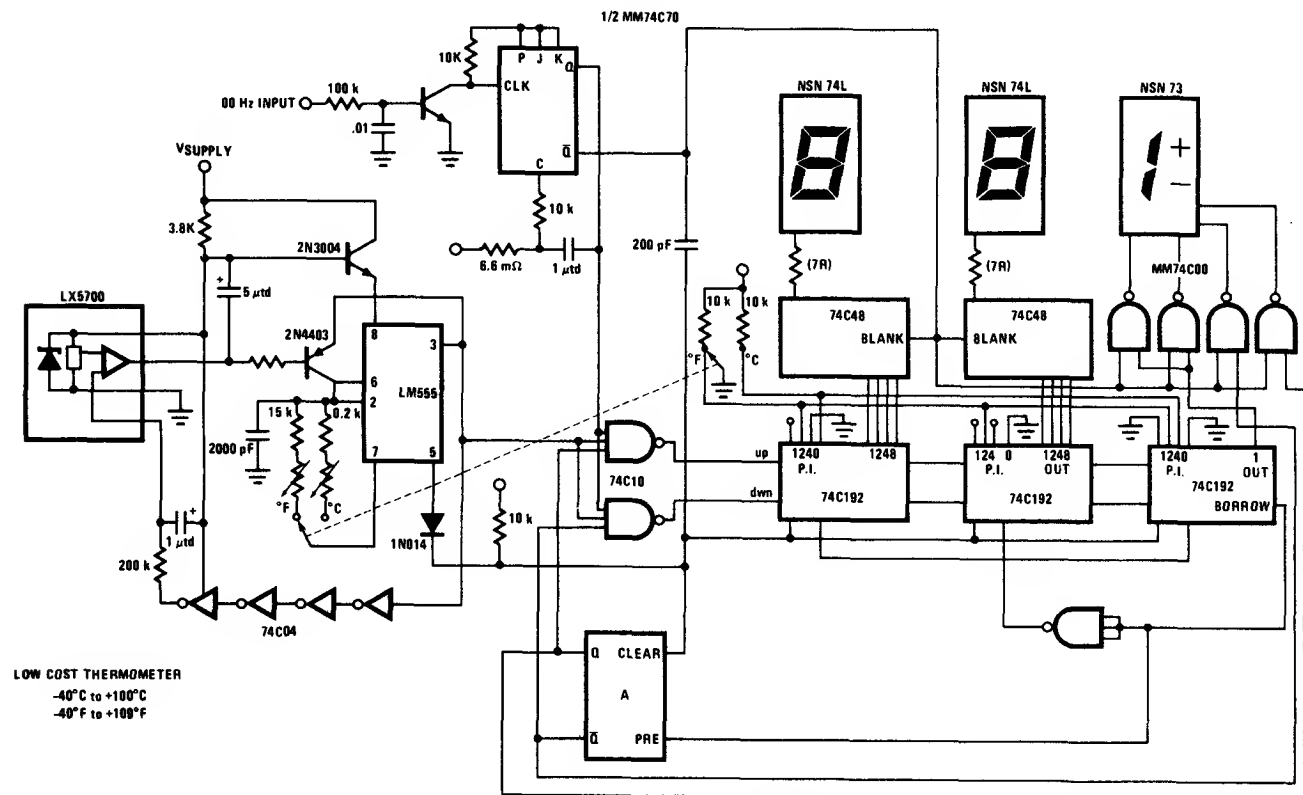 1/2 MM74C70
10K
P J K
Q
CLK
Q̅
C
100 k
00 Hz INPUT
.01
VSUPPLY
3.8K
2N3004
10 k
6.6 mΩ
1 µtd
200 pF
NSN 74L
NSN 74L
NSN 73
8
8
1 + −
(7R)
(7R)
MM74C00
LX5700
+
5 µtd
2N4403
8
3
6
2
LM555
7
5
15 k
0.2 k
2000 pF
°F
°C
10 k
10 k
°F
°C
74C48
BLANK
74C48
BLANK
up
dwn
74C10
1240
P.I.
1248
74C192
124 0
P.I.
1248
OUT
74C192
1240
P.I.
1
OUT
74C192
BORROW
10 k
1N014
+
1 µtd
200 k
74C04
Q CLEAR
A
Q̅ PRE
LOW COST THERMOMETER
-40°C to +100°C
-40°F to +109°F